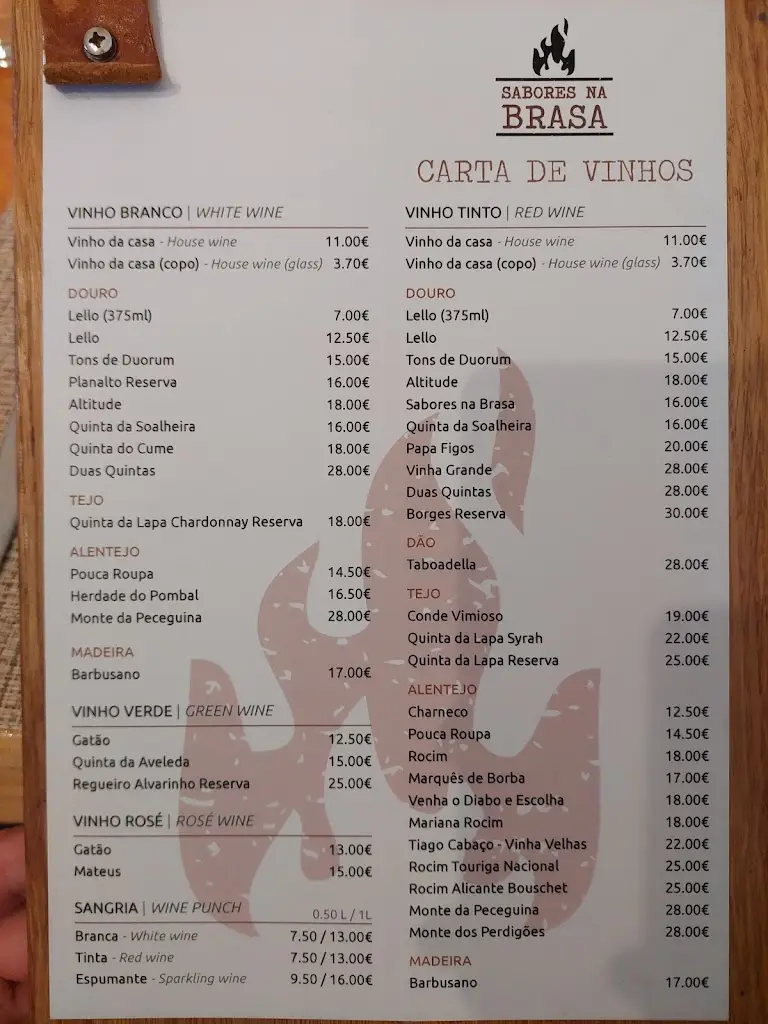 SABORES NA
BRASA
CARTA DE VINHOS
VINHO BRANCO | WHITE WINE
Vinho da casa - House wine 11.00€
Vinho da casa (copo) - House wine (glass) 3.70€
DOURO
Lello (375ml) 7.00€
Lello 12.50€
Tons de Duorum 15.00€
Planalto Reserva 16.00€
Altitude 18.00€
Quinta da Soalheira 16.00€
Quinta do Cume 18.00€
Duas Quintas 28.00€
TEJO
Quinta da Lapa Chardonnay Reserva 18.00€
ALENTEJO
Pouca Roupa 14.50€
Herdade do Pombal 16.50€
Monte da Peceguina 28.00€
MADEIRA
Barbusano 17.00€
VINHO VERDE | GREEN WINE
Gatão 12.50€
Quinta da Aveleda 15.00€
Regueiro Alvarinho Reserva 25.00€
VINHO ROSÉ | ROSÉ WINE
Gatão 13.00€
Mateus 15.00€
SANGRIA | WINE PUNCH 0.50 L / 1L
Branca - White wine 7.50 / 13.00€
Tinta - Red wine 7.50 / 13.00€
Espumante - Sparkling wine 9.50 / 16.00€
VINHO TINTO | RED WINE
Vinho da casa - House wine 11.00€
Vinho da casa (copo) - House wine (glass) 3.70€
DOURO
Lello (375ml) 7.00€
Lello 12.50€
Tons de Duorum 15.00€
Altitude 18.00€
Sabores na Brasa 16.00€
Quinta da Soalheira 16.00€
Papa Figos 20.00€
Vinha Grande 28.00€
Duas Quintas 28.00€
Borges Reserva 30.00€
DÃO
Taboadella 28.00€
TEJO
Conde Vimioso 19.00€
Quinta da Lapa Syrah 22.00€
Quinta da Lapa Reserva 25.00€
ALENTEJO
Charneco 12.50€
Pouca Roupa 14.50€
Rocim 18.00€
Marquês de Borba 17.00€
Venha o Diabo e Escolha 18.00€
Mariana Rocim 18.00€
Tiago Cabaço - Vinha Velhas 22.00€
Rocim Touriga Nacional 25.00€
Rocim Alicante Bouschet 25.00€
Monte da Peceguina 28.00€
Monte dos Perdigões 28.00€
MADEIRA
Barbusano 17.00€